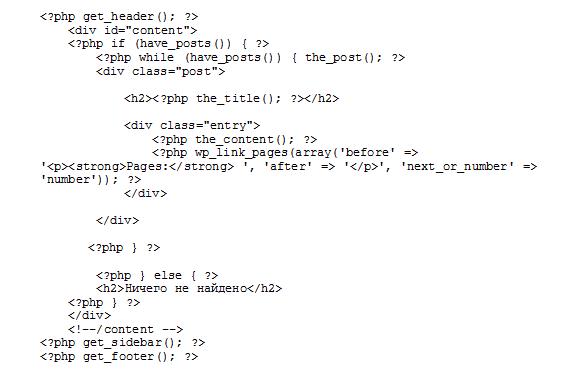 <?php get_header(); ?>
<div id="content">
<?php if (have_posts()) { ?>
<?php while (have_posts()) { the_post(); ?>
<div class="post">
<h2><?php the_title(); ?></h2>
<div class="entry">
<?php the_content(); ?>
<?php wp_link_pages(array('before' =>
'<p><strong>Pages:</strong> ', 'after' => '</p>', 'next_or_number' =>
'number')); ?>
</div>
</div>
<?php } ?>
<?php } else { ?>
<h2>Ничего не найдено</h2>
<?php } ?>
</div>
<!--/content -->
<?php get_sidebar(); ?>
<?php get_footer(); ?>